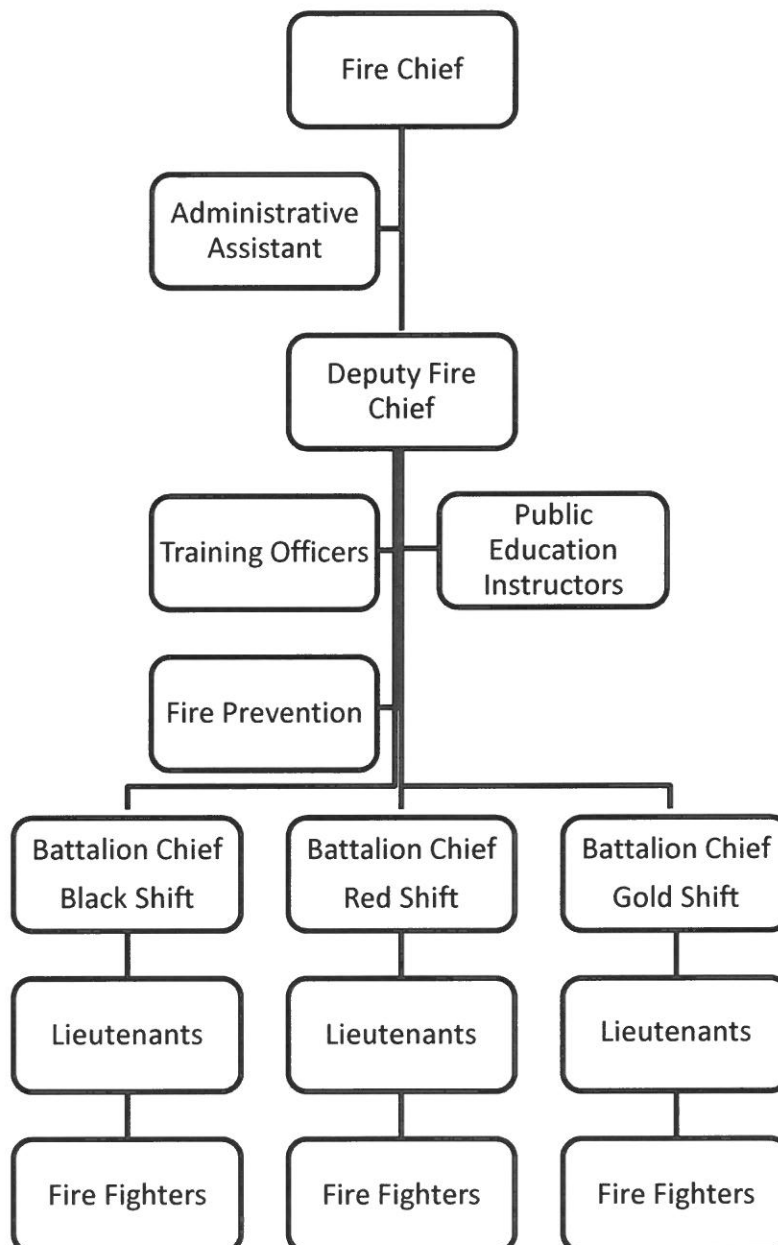 Fire Chief
Administrative
Assistant
Deputy Fire
Chief
Training Officers
Public
Education
Instructors
Fire Prevention
Battalion Chief
Black Shift
Battalion Chief
Red Shift
Battalion Chief
Gold Shift
Lieutenants
Lieutenants
Lieutenants
Fire Fighters
Fire Fighters
Fire Fighters